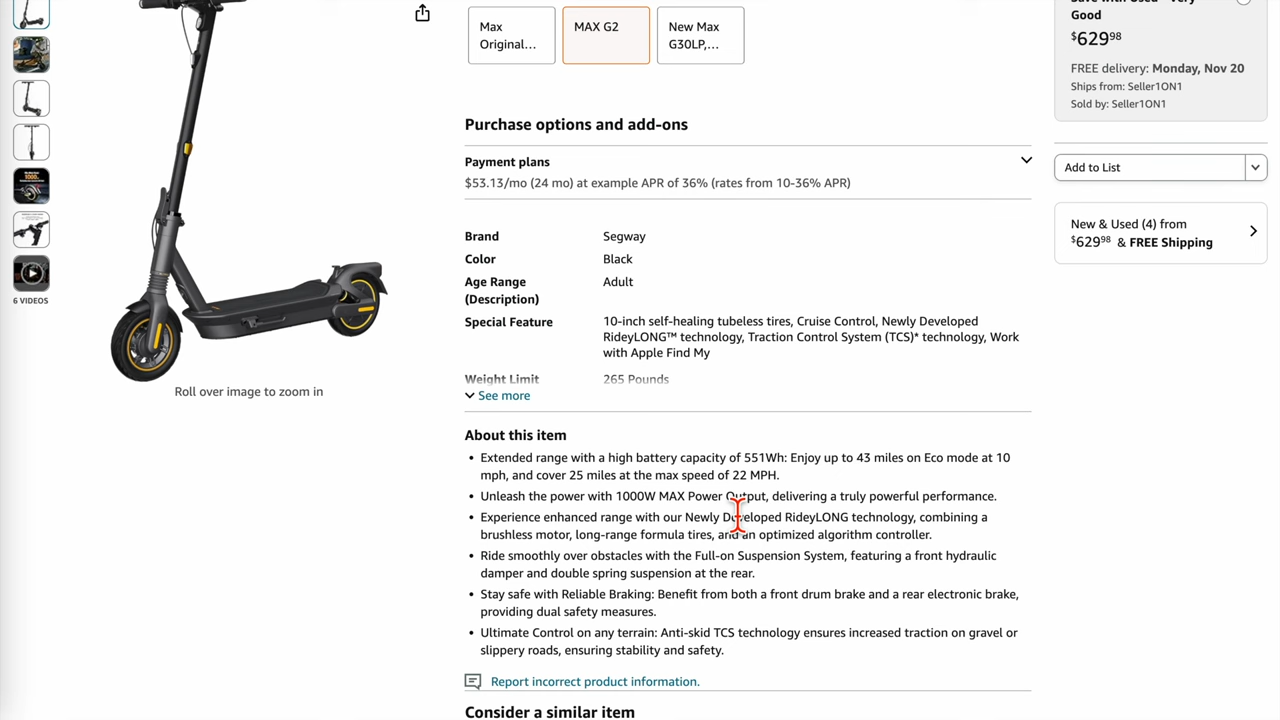 Save with Used - Very
Good
$629 98
FREE delivery: Monday, Nov 20
Ships from: Seller1ON1
Sold by: Seller1ON1
Max
Original...
MAX G2
New Max
G30LP,...
Purchase options and add-ons
Payment plans
$53.13/mo (24 mo) at example APR of 36% (rates from 10-36% APR)
Add to List
New & Used (4) from
$629 98 & FREE Shipping
Brand Segway
Color Black
Age Range
(Description) Adult
Special Feature 10-inch self-healing tubeless tires, Cruise Control, Newly Developed
RideyLONG™ technology, Traction Control System (TCS)* technology, Work
with Apple Find My
Weight Limit 265 Pounds
See more
6 VIDEOS
Roll over image to zoom in
About this item
• Extended range with a high battery capacity of 551Wh: Enjoy up to 43 miles on Eco mode at 10
mph, and cover 25 miles at the max speed of 22 MPH.
• Unleash the power with 1000W MAX Power Output, delivering a truly powerful performance.
• Experience enhanced range with our Newly Developed RideyLONG technology, combining a
brushless motor, long-range formula tires, and an optimized algorithm controller.
• Ride smoothly over obstacles with the Full-on Suspension System, featuring a front hydraulic
damper and double spring suspension at the rear.
• Stay safe with Reliable Braking: Benefit from both a front drum brake and a rear electronic brake,
providing dual safety measures.
• Ultimate Control on any terrain: Anti-skid TCS technology ensures increased traction on gravel or
slippery roads, ensuring stability and safety.
Report incorrect product information.
Consider a similar item